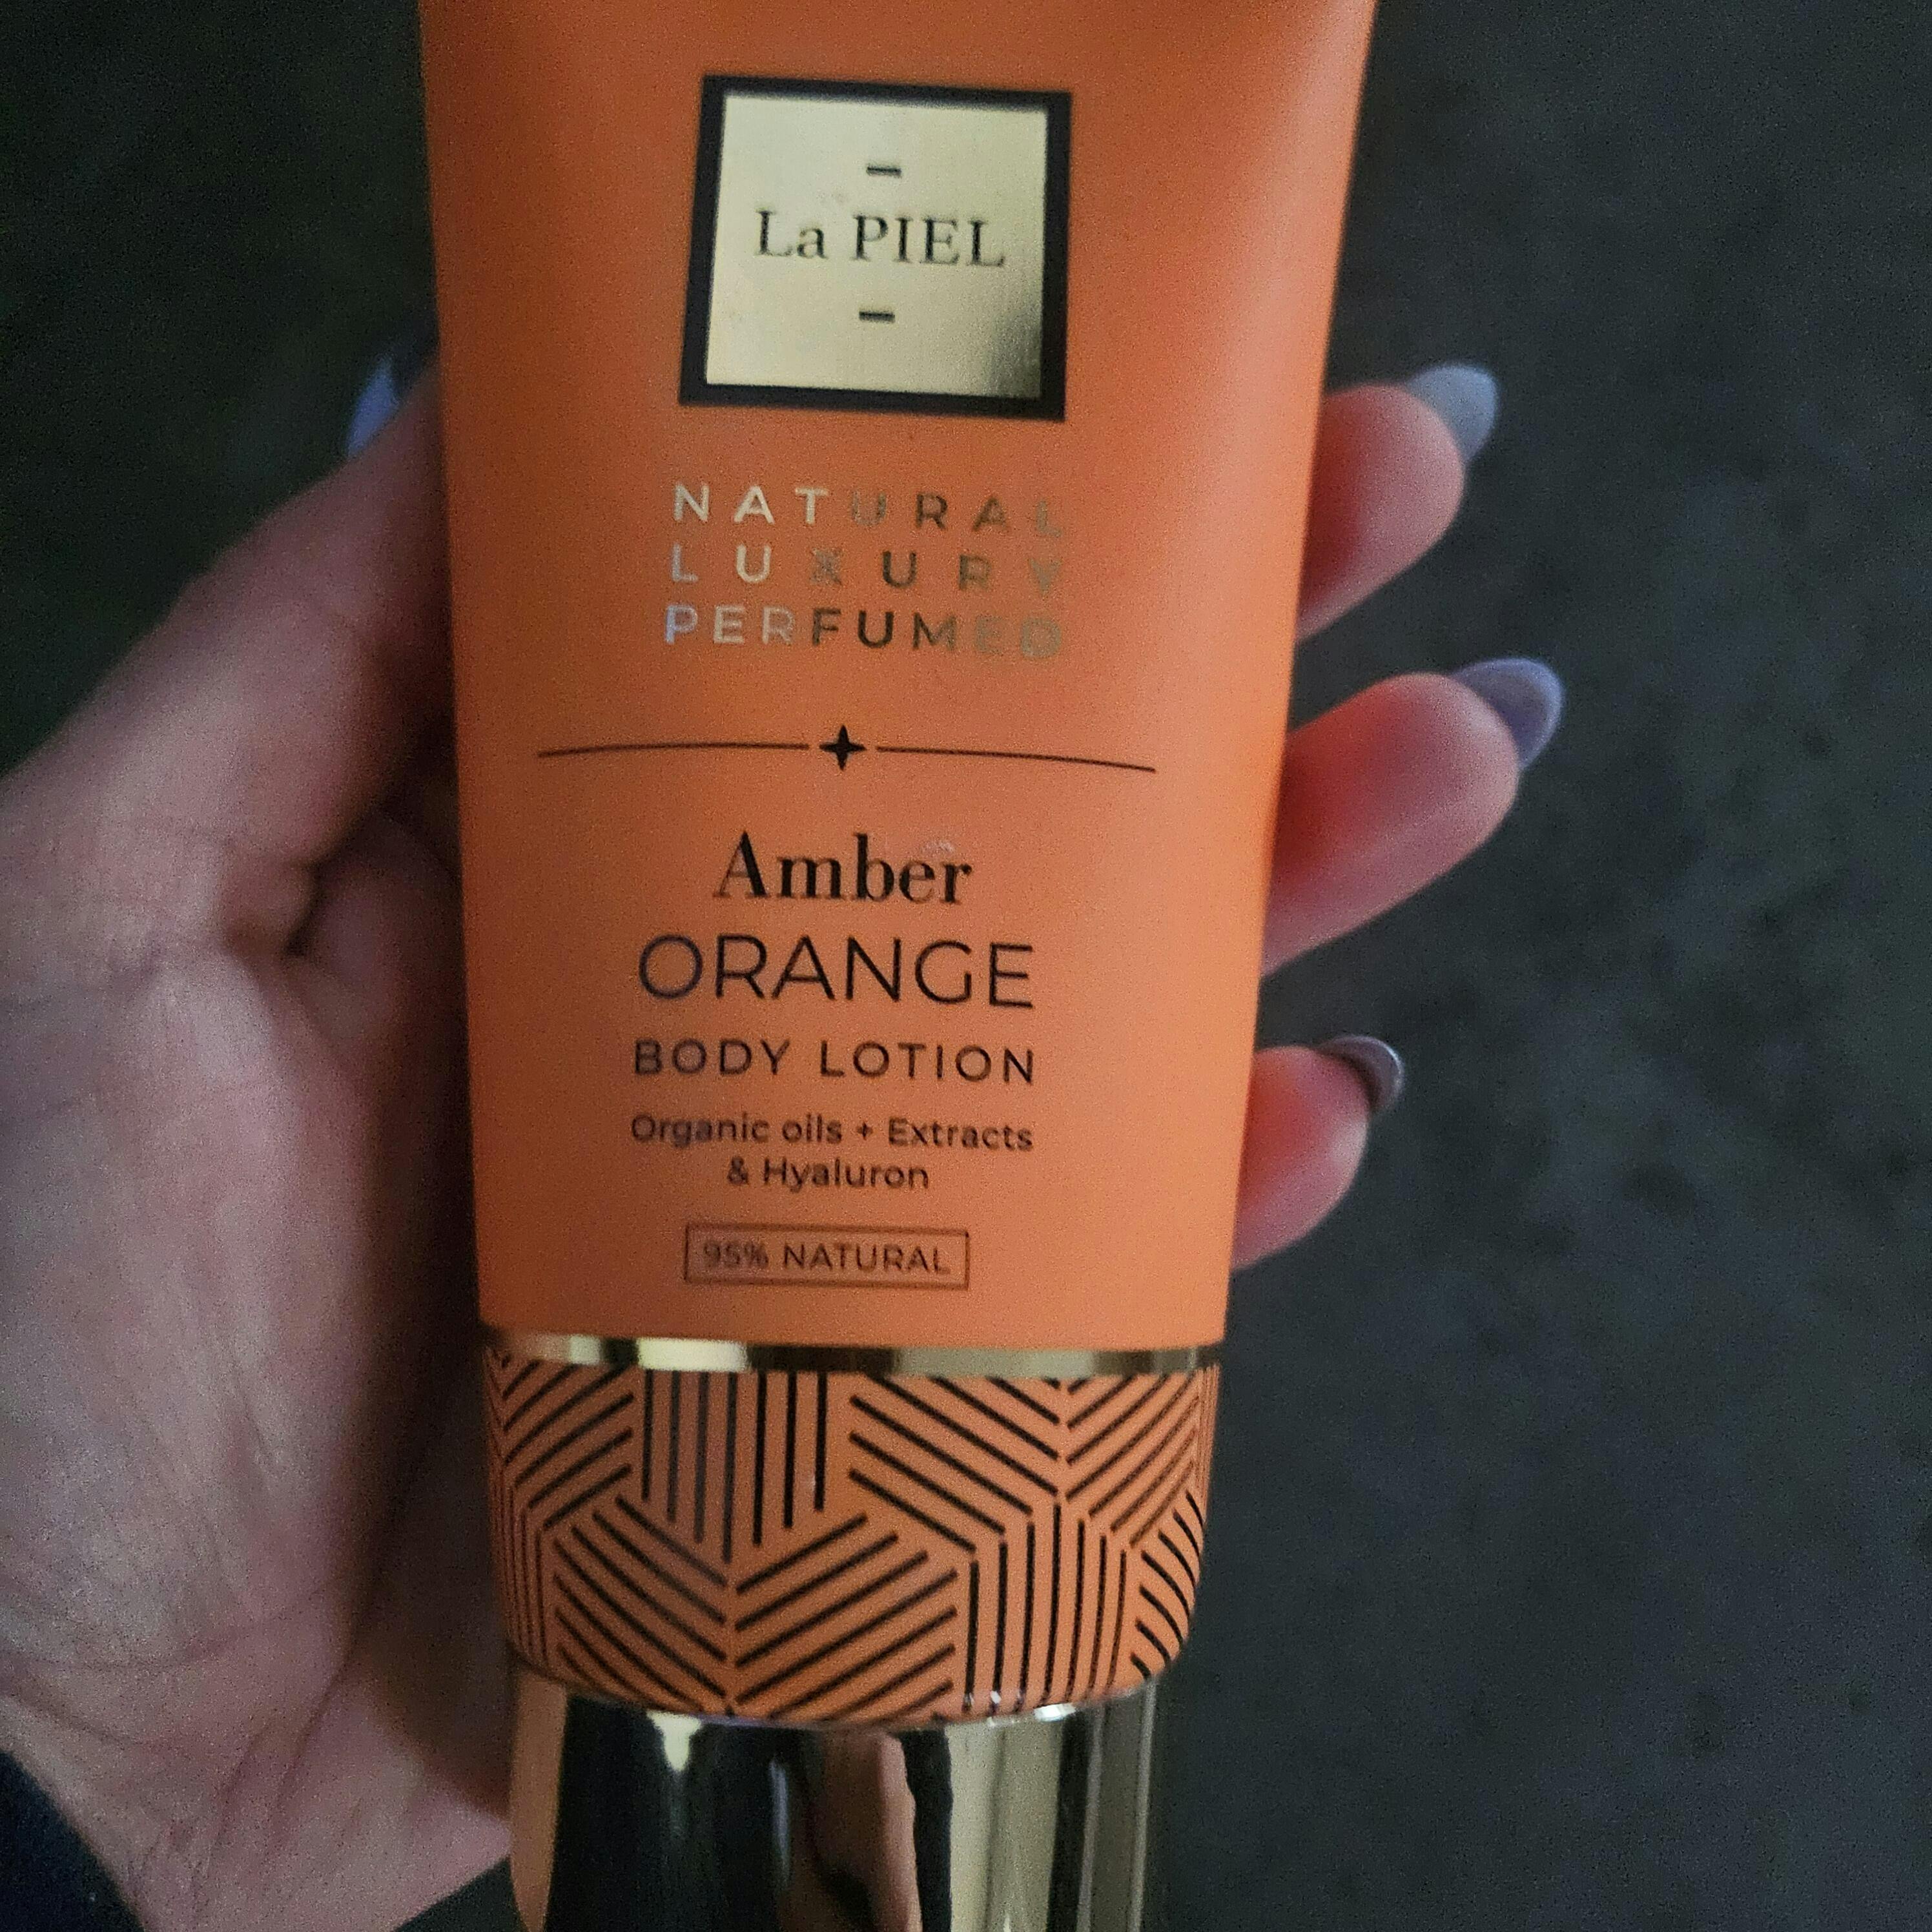 La PIEL
NATURAL
LUXURY
PERFUMED
Amber
ORANGE
BODY LOTION
Organic oils + Extracts
& Hyaluron
95% NATURAL